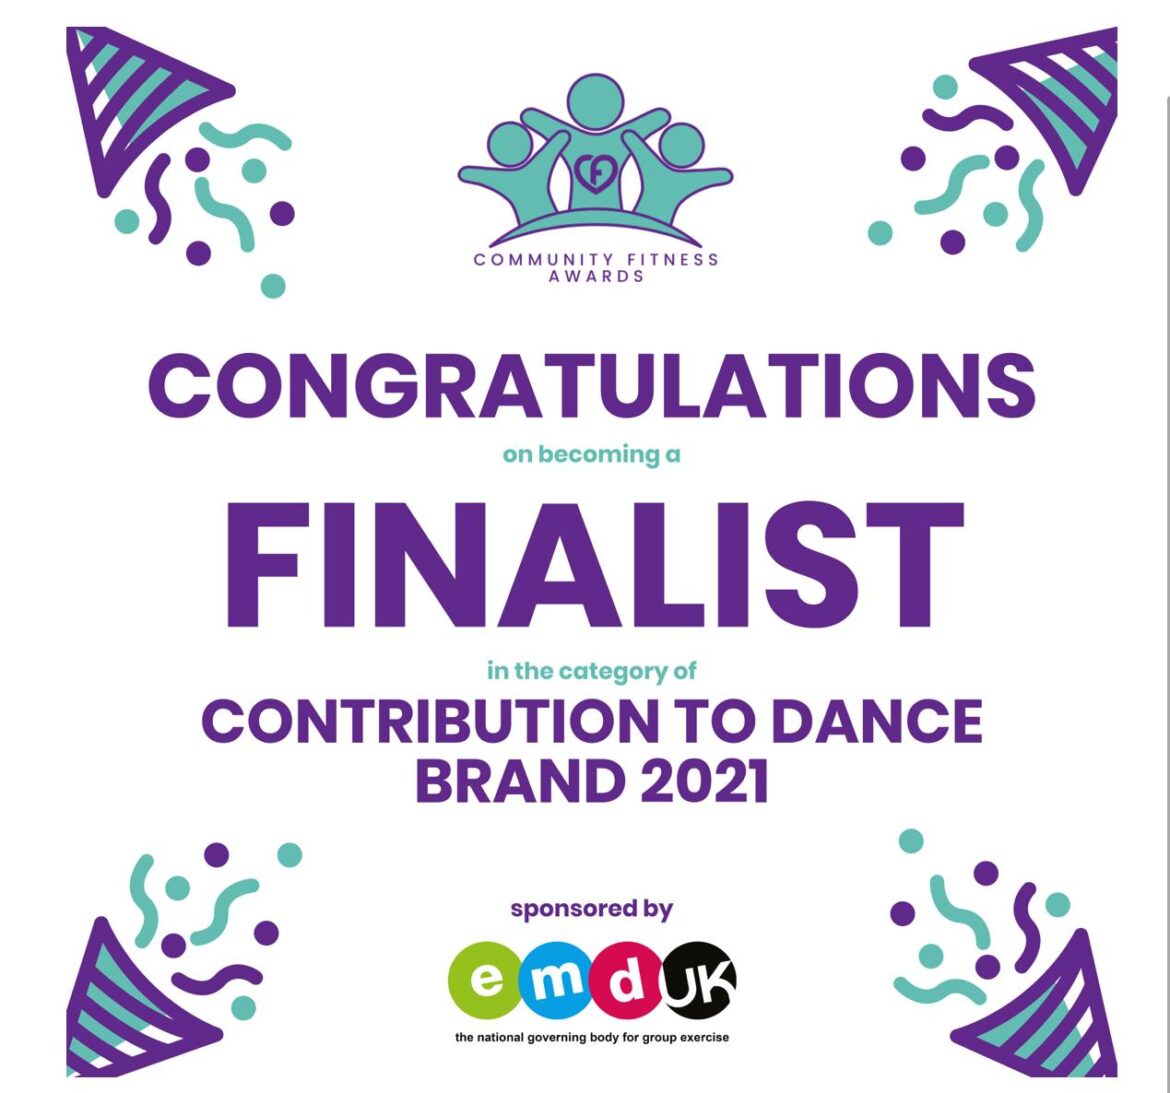 COMMUNITY FITNESS
AWARDS
CONGRATULATIONS
on becoming a
FINALIST
in the category of
CONTRIBUTION TO DANCE
BRAND 2021
sponsored by
emduk
the national governing body for group exercise